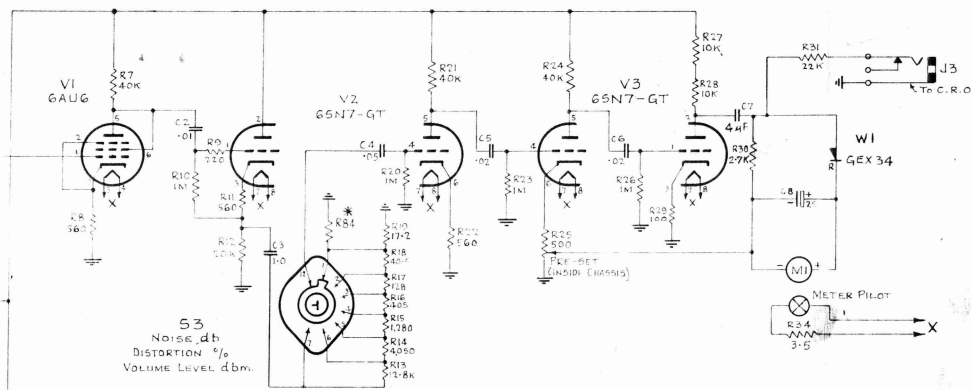 V1
6AU6
R7
40K
C2
.01
R9
220
R10
1M
R11
560
R8
560
R12
20K
C3
1.0
X
X
S3
NOISE db
DISTORTION %
VOLUME LEVEL dbm.
V2
6SN7-GT
R21
40K
C4
.05
R20
1M
R22
560
*
R84
R19
17.2
R18
40.5
R17
128
R16
405
R15
1,280
R14
4,050
R13
12.8K
C5
.02
R23
1M
X
R24
40K
V3
6SN7-GT
C6
.02
R26
1M
R25
500
PRE-SET
(INSIDE CHASSIS)
X
R27
10K
R28
10K
C7
4µF
R29
100
X
R30
2.7K
R31
22K
J3
To C.R.O
W1
GEX 34
R
C8
+
25
- M1 +
METER PILOT
R34
3.5
X